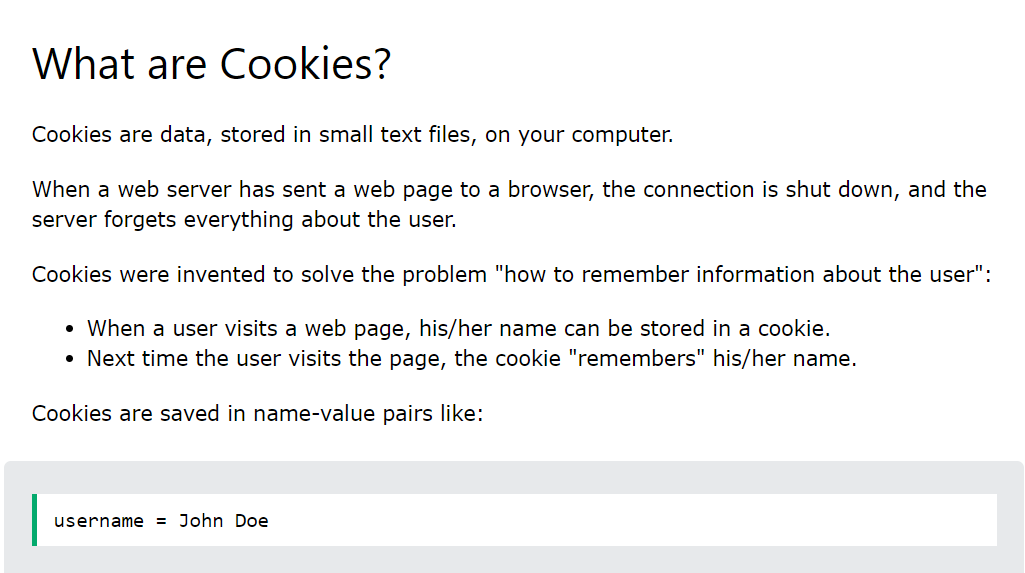 What are Cookies?
Cookies are data, stored in small text files, on your computer.
When a web server has sent a web page to a browser, the connection is shut down, and the
server forgets everything about the user.
Cookies were invented to solve the problem "how to remember information about the user":
• When a user visits a web page, his/her name can be stored in a cookie.
• Next time the user visits the page, the cookie "remembers" his/her name.
Cookies are saved in name-value pairs like:
username = John Doe